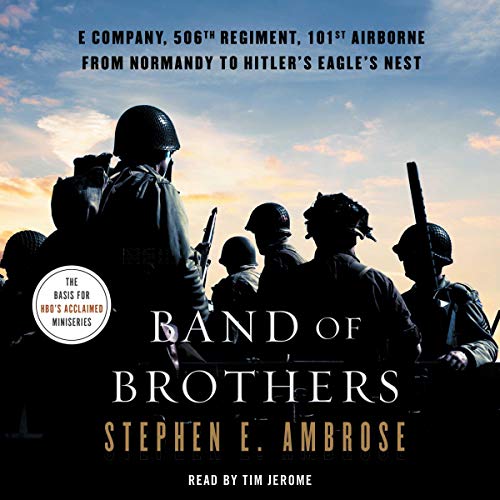 E COMPANY, 506TH REGIMENT, 101ST AIRBORNE
FROM NORMANDY TO HITLER'S EAGLE'S NEST
THE
BASIS FOR
HBO'S ACCLAIMED
MINISERIES
BAND OF
BROTHERS
STEPHEN E. AMBROSE
READ BY TIM JEROME